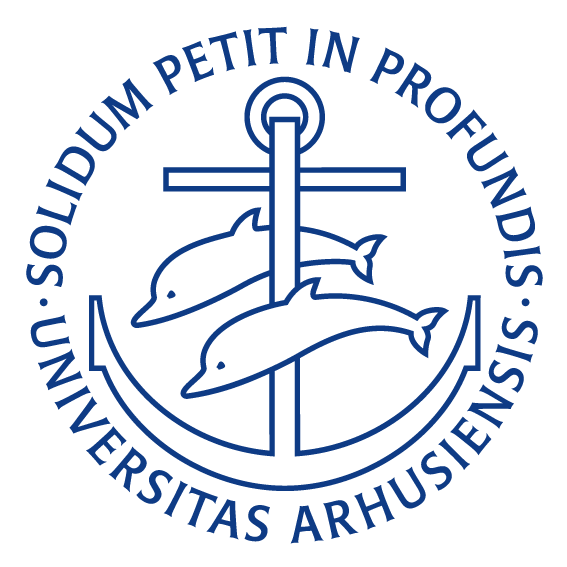 SOLIDUM PETIT IN PROFUNDIS
· UNIVERSITAS ARHUSIENSIS ·